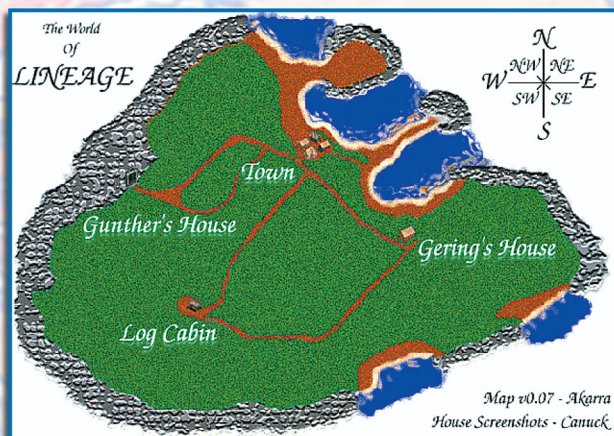 The World
Of
LINEAGE
N
NW NE
W E
SW SE
S
Town
Gunther's House
Gering's House
Log Cabin
Map v0.07 - Akarra
House Screenshots - Canuck